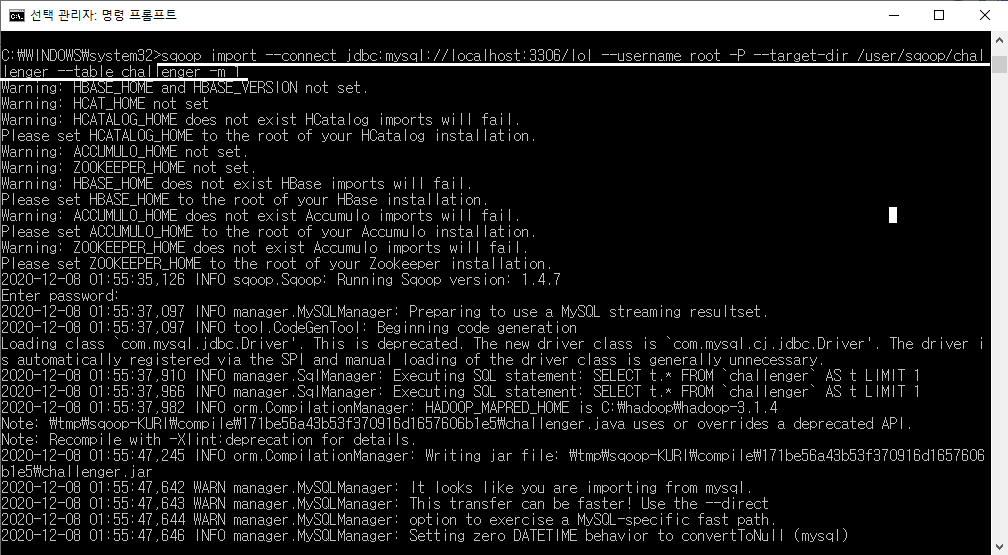 선택 관리자: 명령 프롬프트
C:\WINDOWS\system32>sqoop import --connect jdbc:mysql://localhost:3306/lol --username root -P --target-dir /user/sqoop/chal
lenger --table challenger -m 1
Warning: HBASE_HOME and HBASE_VERSION not set.
Warning: HCAT_HOME not set
Warning: HCATALOG_HOME does not exist HCatalog imports will fail.
Please set HCATALOG_HOME to the root of your HCatalog installation.
Warning: ACCUMULO_HOME not set.
Warning: ZOOKEEPER_HOME not set.
Warning: HBASE_HOME does not exist HBase imports will fail.
Please set HBASE_HOME to the root of your HBase installation.
Warning: ACCUMULO_HOME does not exist Accumulo imports will fail.
Please set ACCUMULO_HOME to the root of your Accumulo installation.
Warning: ZOOKEEPER_HOME does not exist Accumulo imports will fail.
Please set ZOOKEEPER_HOME to the root of your Zookeeper installation.
2020-12-08 01:55:35,126 INFO sqoop.Sqoop: Running Sqoop version: 1.4.7
Enter password:
2020-12-08 01:55:37,097 INFO manager.MySQLManager: Preparing to use a MySQL streaming resultset.
2020-12-08 01:55:37,097 INFO tool.CodeGenTool: Beginning code generation
Loading class `com.mysql.jdbc.Driver'. This is deprecated. The new driver class is `com.mysql.cj.jdbc.Driver'. The driver i
s automatically registered via the SPI and manual loading of the driver class is generally unnecessary.
2020-12-08 01:55:37,910 INFO manager.SqlManager: Executing SQL statement: SELECT t.* FROM `challenger` AS t LIMIT 1
2020-12-08 01:55:37,966 INFO manager.SqlManager: Executing SQL statement: SELECT t.* FROM `challenger` AS t LIMIT 1
2020-12-08 01:55:37,982 INFO orm.CompilationManager: HADOOP_MAPRED_HOME is C:\hadoop\hadoop-3.1.4
Note: \tmp\sqoop-KURI\compile\171be56a43b53f370916d1657606b1e5\challenger.java uses or overrides a deprecated API.
Note: Recompile with -Xlint:deprecation for details.
2020-12-08 01:55:47,245 INFO orm.CompilationManager: Writing jar file: \tmp\sqoop-KURI\compile\171be56a43b53f370916d1657606
b1e5\challenger.jar
2020-12-08 01:55:47,642 WARN manager.MySQLManager: It looks like you are importing from mysql.
2020-12-08 01:55:47,643 WARN manager.MySQLManager: This transfer can be faster! Use the --direct
2020-12-08 01:55:47,644 WARN manager.MySQLManager: option to exercise a MySQL-specific fast path.
2020-12-08 01:55:47,646 INFO manager.MySQLManager: Setting zero DATETIME behavior to convertToNull (mysql)